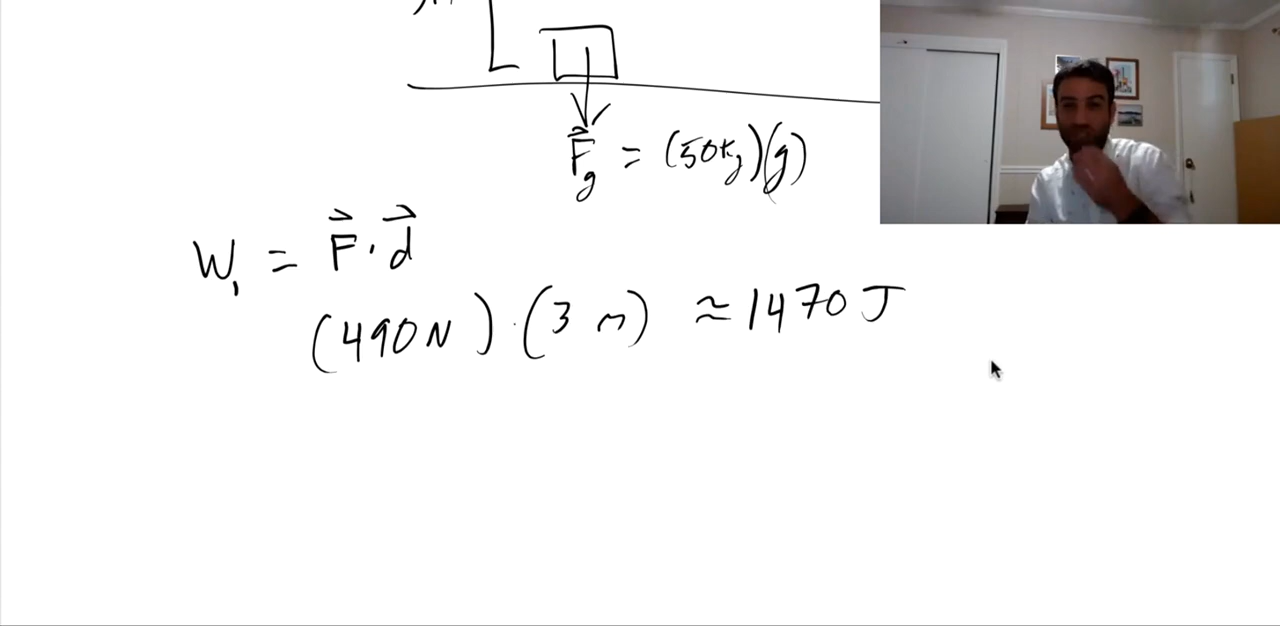 F⃗g = (50kg)(g)
W₁ = F⃗ · d⃗
(490N) · (3 m) ≈ 1470 J